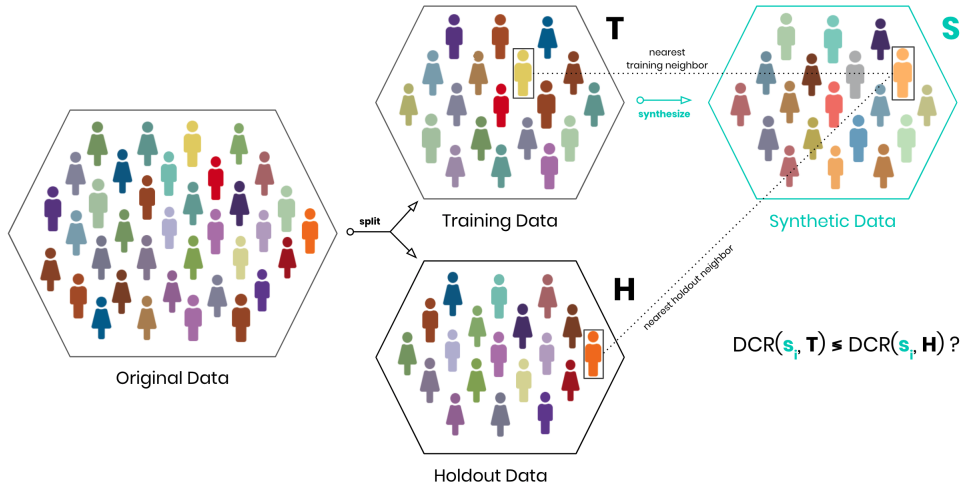 T
S
nearest
training neighbor
synthesize
split
Training Data
Synthetic Data
H
nearest holdout neighbor
DCR(si, T) ≶ DCR(si, H) ?
Original Data
Holdout Data